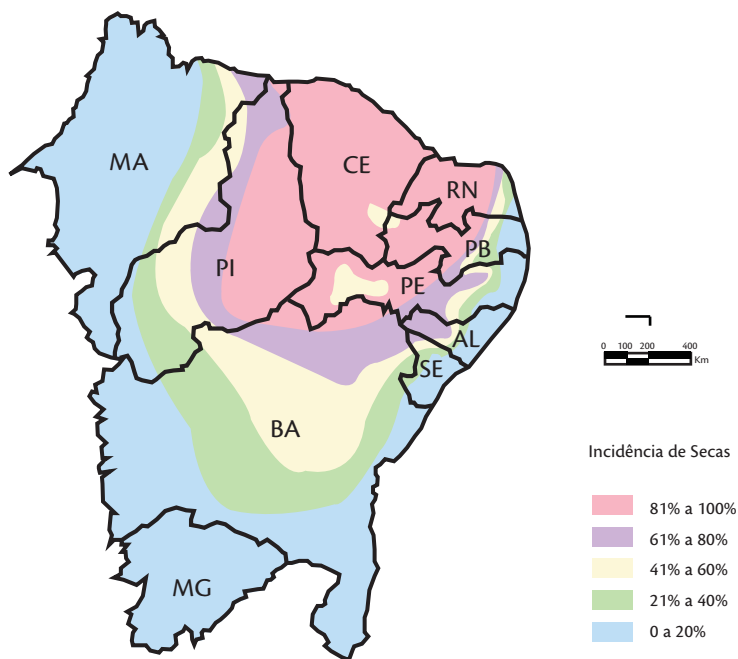 MA
CE
RN
PB
PI
PE
AL
SE
BA
MG
0 100 200 400
Km
Incidência de Secas
81% a 100%
61% a 80%
41% a 60%
21% a 40%
0 a 20%